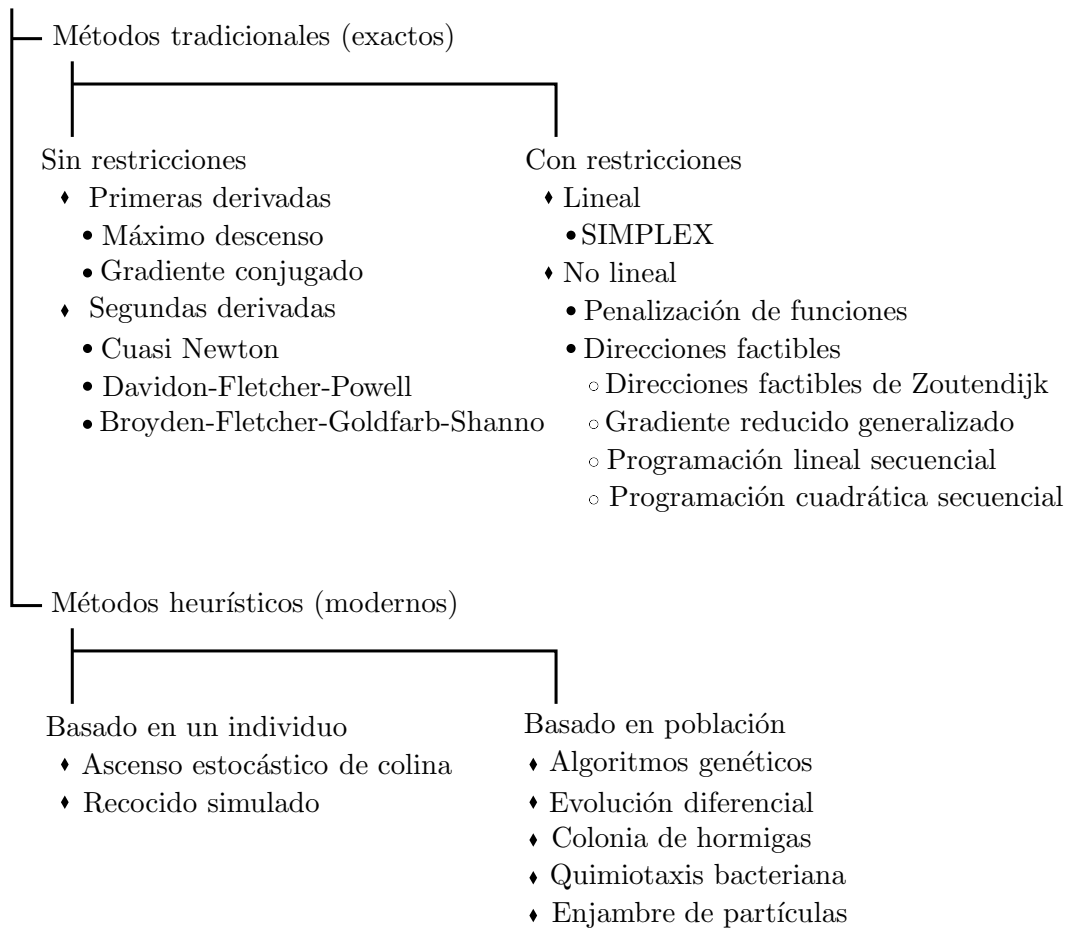 Métodos tradicionales (exactos)
Sin restricciones
Primeras derivadas
Máximo descenso
Gradiente conjugado
Segundas derivadas
Cuasi Newton
Davidon-Fletcher-Powell
Broyden-Fletcher-Goldfarb-Shanno
Con restricciones
Lineal
SIMPLEX
No lineal
Penalización de funciones
Direcciones factibles
Direcciones factibles de Zoutendijk
Gradiente reducido generalizado
Programación lineal secuencial
Programación cuadrática secuencial
Métodos heurísticos (modernos)
Basado en un individuo
Ascenso estocástico de colina
Recocido simulado
Basado en población
Algoritmos genéticos
Evolución diferencial
Colonia de hormigas
Quimiotaxis bacteriana
Enjambre de partículas